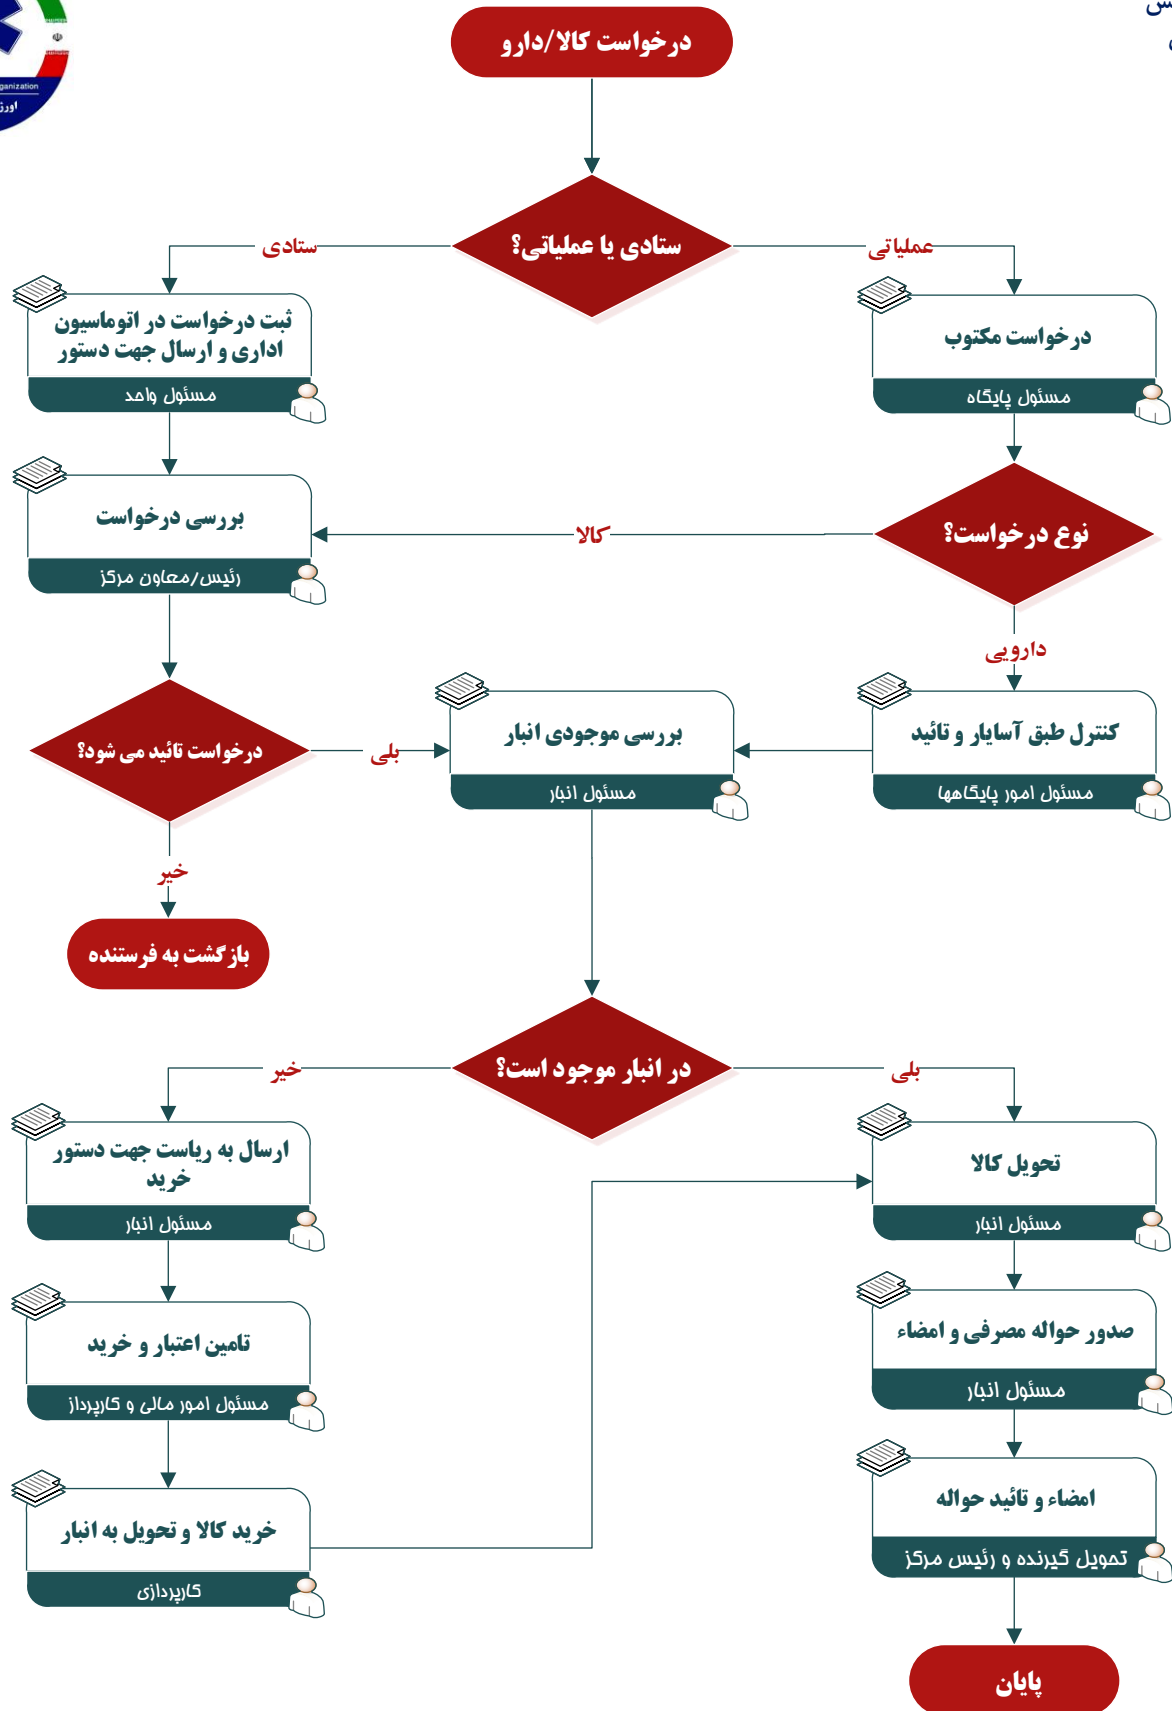 درخواست کالا/دارو
ستادی یا عملیاتی؟
عملیاتی
ستادی
درخواست مکتوب
مسئول پایگاه
ثبت درخواست در اتوماسیون
اداری و ارسال جهت دستور
مسئول واحد
نوع درخواست؟
کالا
بررسی درخواست
رئیس/معاون مرکز
دارویی
کنترل طبق آسایار و تائید
مسئول امور پایگاهها
بررسی موجودی انبار
مسئول انبار
بلی
درخواست تائید می شود؟
خیر
بازگشت به فرستنده
در انبار موجود است؟
بلی
خیر
تحویل کالا
مسئول انبار
ارسال به ریاست جهت دستور
خرید
مسئول انبار
صدور حواله مصرفی و امضاء
مسئول انبار
تامین اعتبار و خرید
مسئول امور مالی و کارپرداز
امضاء و تائید حواله
تحویل گیرنده و رئیس مرکز
خرید کالا و تحویل به انبار
کارپردازی
پایان